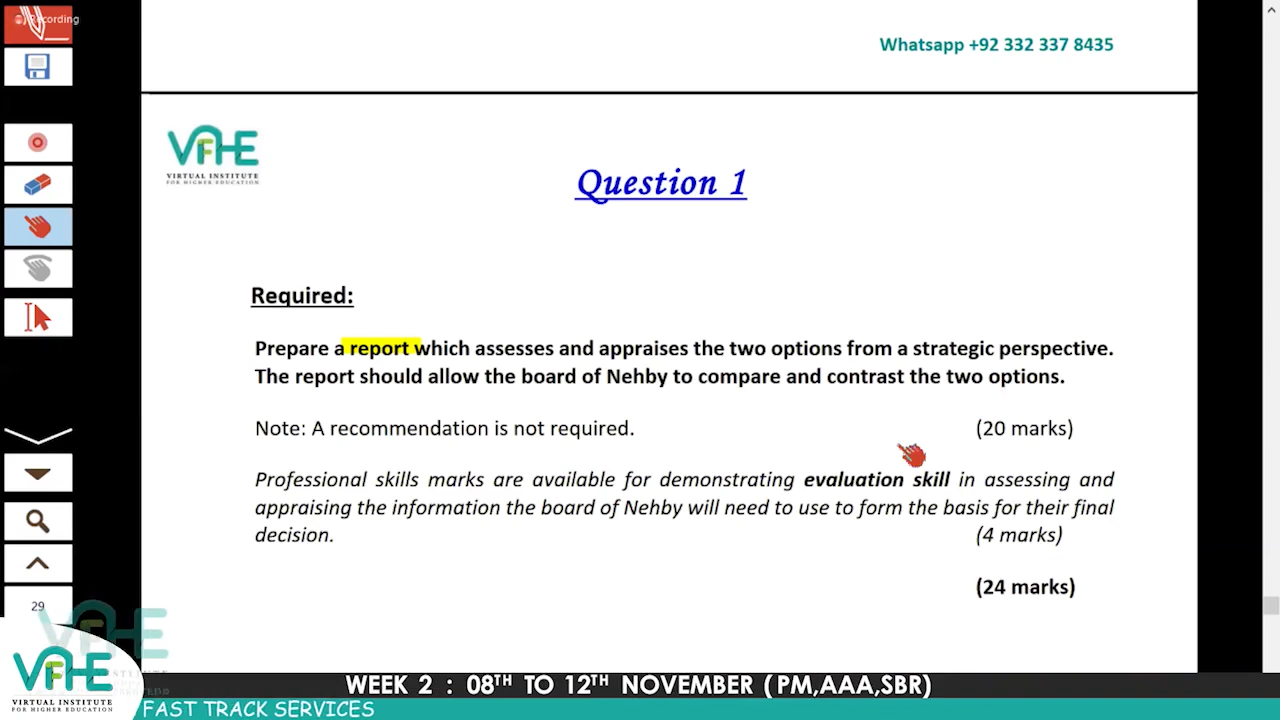 Recording
Whatsapp +92 332 337 8435
VIFHE
VIRTUAL INSTITUTE
FOR HIGHER EDUCATION
Question 1
Required:
Prepare a report which assesses and appraises the two options from a strategic perspective.
The report should allow the board of Nehby to compare and contrast the two options.
Note: A recommendation is not required. (20 marks)
Professional skills marks are available for demonstrating evaluation skill in assessing and
appraising the information the board of Nehby will need to use to form the basis for their final
decision. (4 marks)
(24 marks)
29
VIFHE
VIRTUAL INSTITUTE
FOR HIGHER EDUCATION
WEEK 2 : 08TH TO 12TH NOVEMBER (PM,AAA,SBR)
FAST TRACK SERVICES